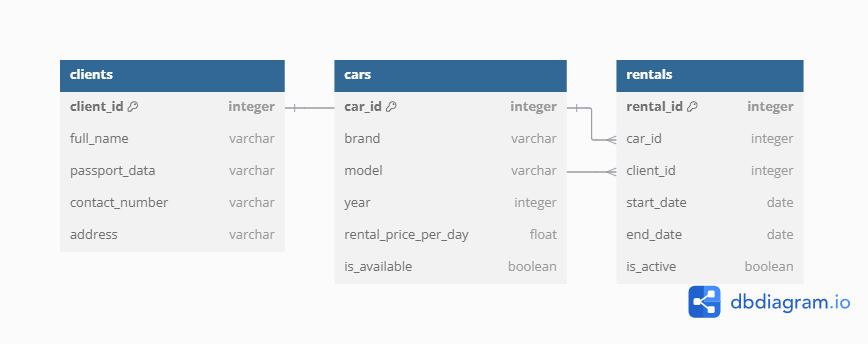 clients
client_id integer
full_name varchar
passport_data varchar
contact_number varchar
address varchar
cars
car_id integer
brand varchar
model varchar
year integer
rental_price_per_day float
is_available boolean
rentals
rental_id integer
car_id integer
client_id integer
start_date date
end_date date
is_active boolean
dbdiagram.io